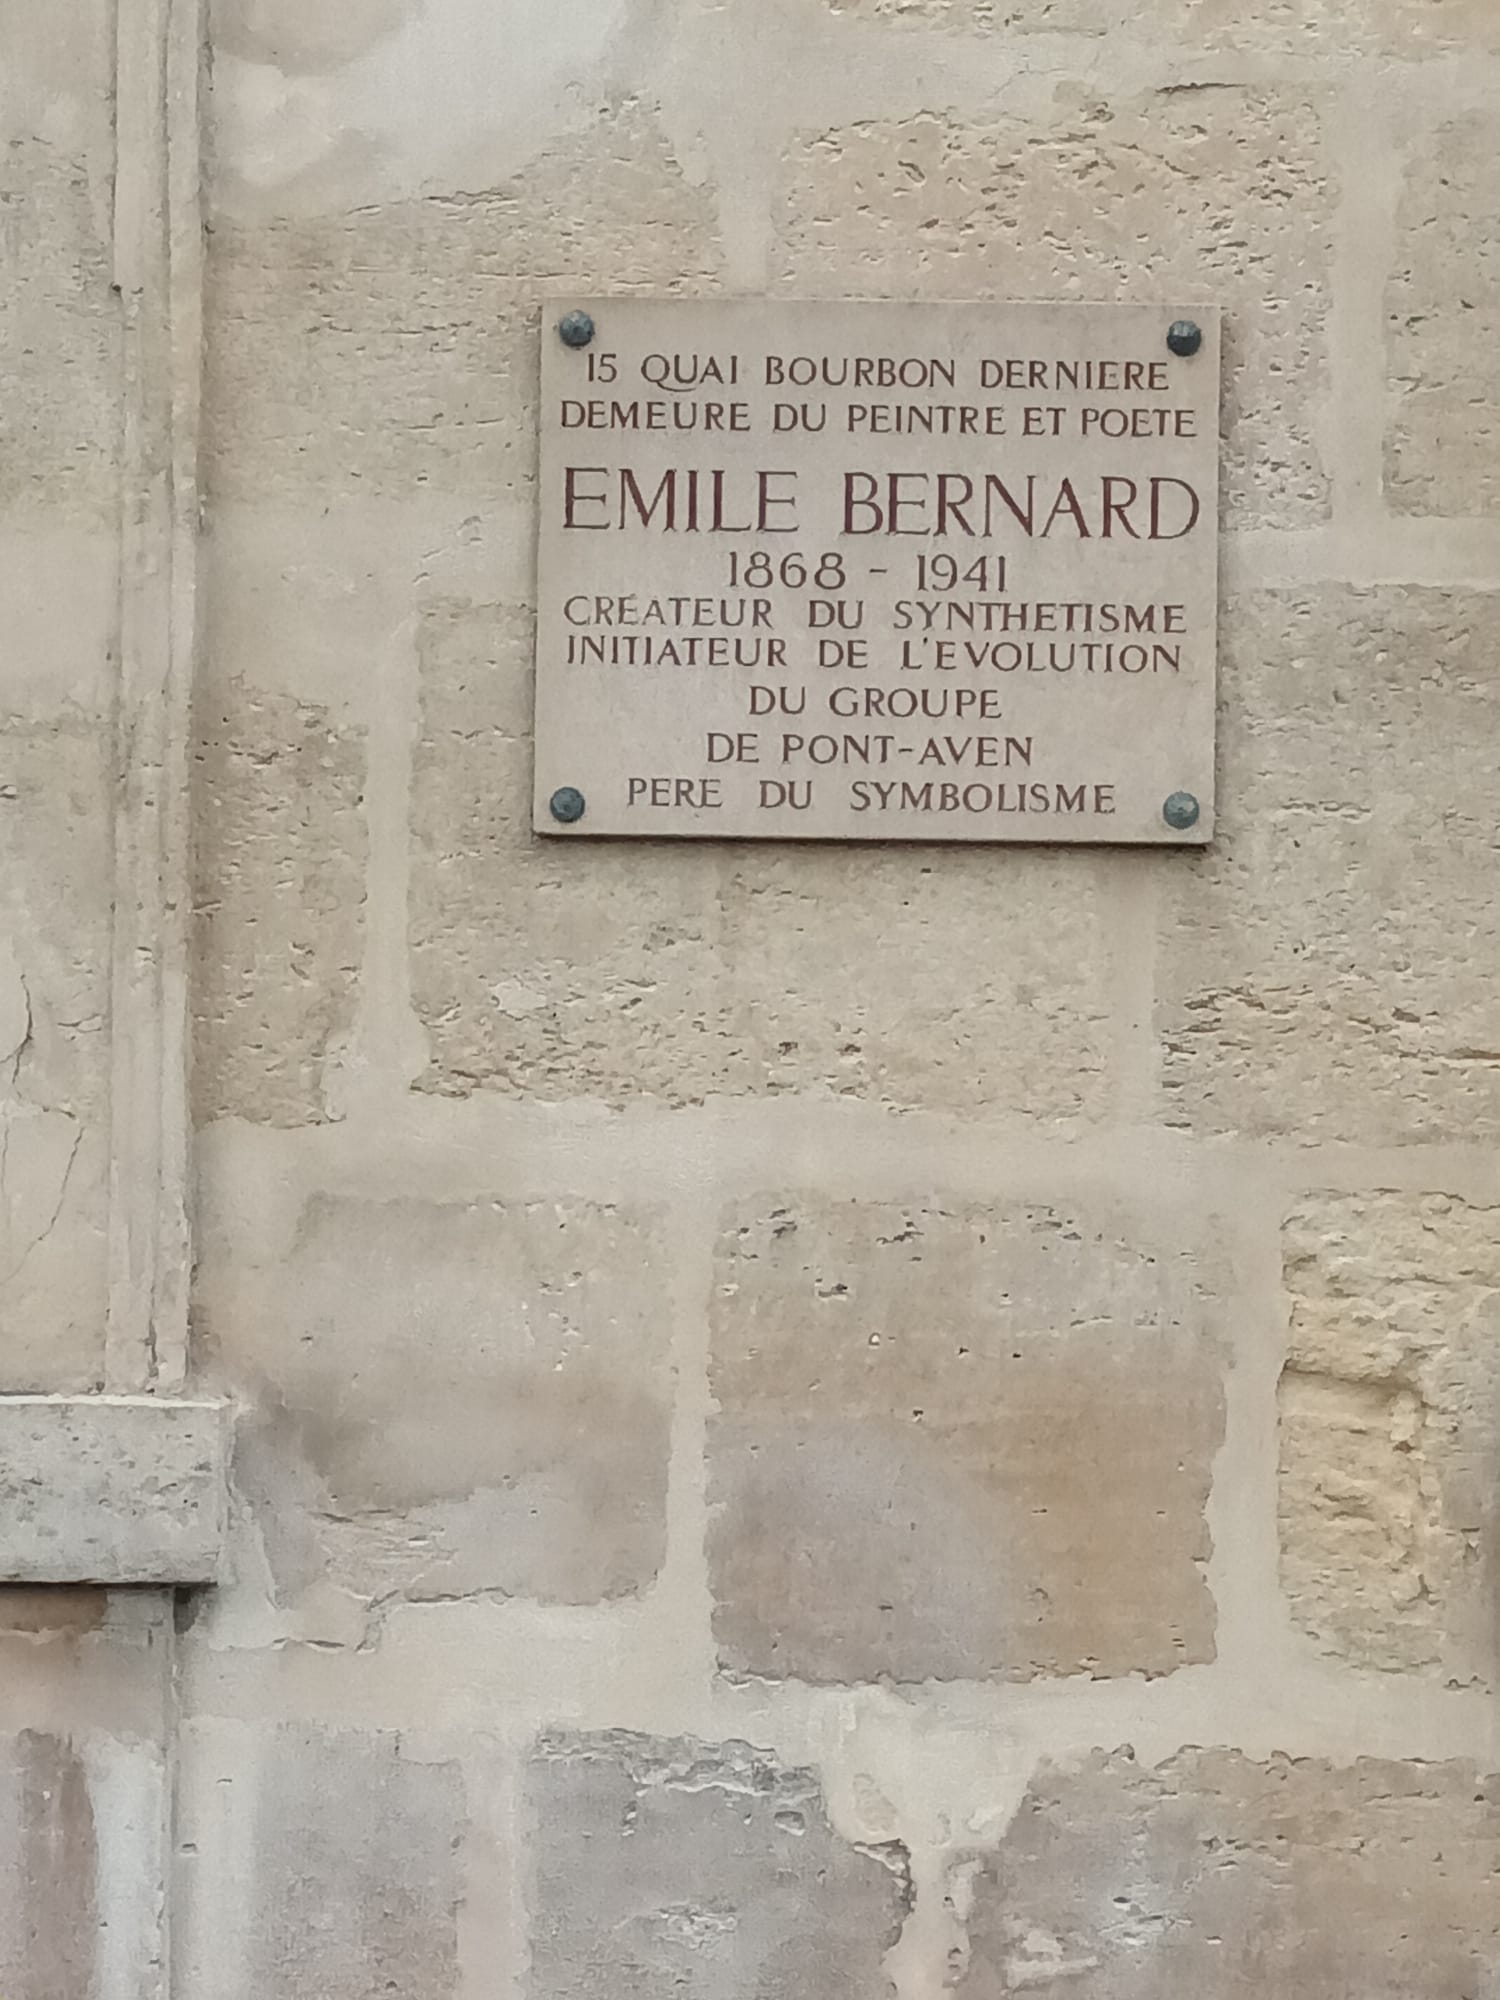 15 QUAI BOURBON DERNIERE
DEMEURE DU PEINTRE ET POETE
EMILE BERNARD
1868 - 1941
CRÉATEUR DU SYNTHETISME
INITIATEUR DE L'EVOLUTION
DU GROUPE
DE PONT-AVEN
PERE DU SYMBOLISME